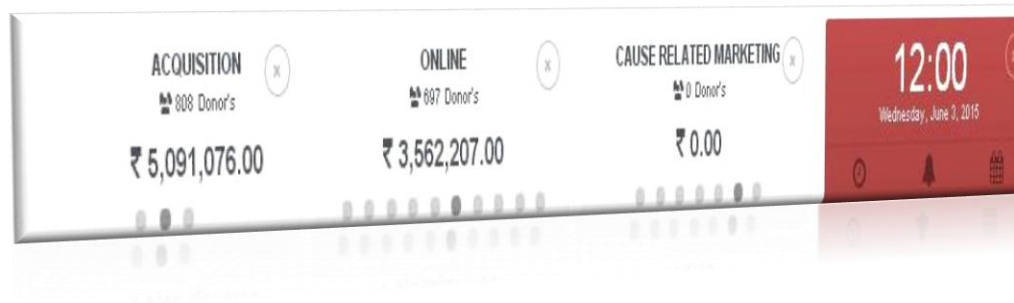 ACQUISITION
808 Donor's
₹ 5,091,076.00
ONLINE
697 Donor's
₹ 3,562,207.00
CAUSE RELATED MARKETING
0 Donor's
₹ 0.00
12:00
Wednesday, June 3, 2015